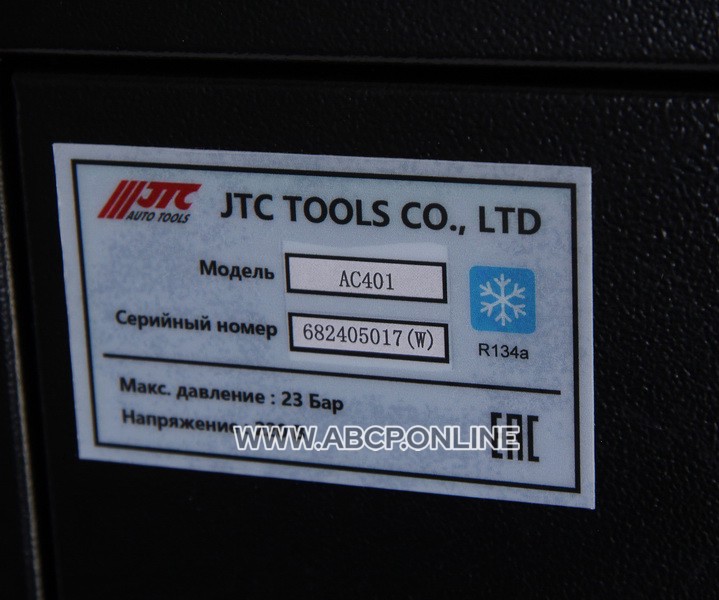 JTC
AUTO TOOLS
JTC TOOLS CO., LTD
Модель
AC401
Серийный номер
682405017(W)
R134a
Макс. давление : 23 Бар
Напряжение :
WWW.ABCP.ONLINE
EAC